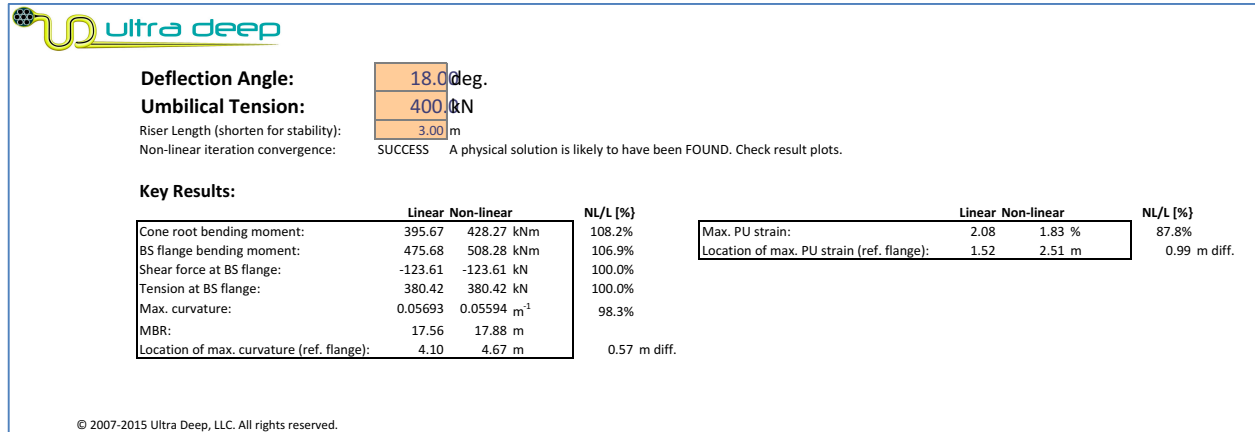 ultra deep
Deflection Angle: 18.00 deg.
Umbilical Tension: 400.0 kN
Riser Length (shorten for stability): 3.00 m
Non-linear iteration convergence: SUCCESS A physical solution is likely to have been FOUND. Check result plots.
Key Results:
Linear Non-linear NL/L [%} Linear Non-linear NL/L [%}
Cone root bending moment: 395.67 428.27 kNm 108.2% Max. PU strain: 2.08 1.83 % 87.8%
BS flange bending moment: 475.68 508.28 kNm 106.9% Location of max. PU strain (ref. flange): 1.52 2.51 m 0.99 m diff.
Shear force at BS flange: -123.61 -123.61 kN 100.0%
Tension at BS flange: 380.42 380.42 kN 100.0%
Max. curvature: 0.05693 0.05594 m⁻¹ 98.3%
MBR: 17.56 17.88 m
Location of max. curvature (ref. flange): 4.10 4.67 m 0.57 m diff.
© 2007-2015 Ultra Deep, LLC. All rights reserved.